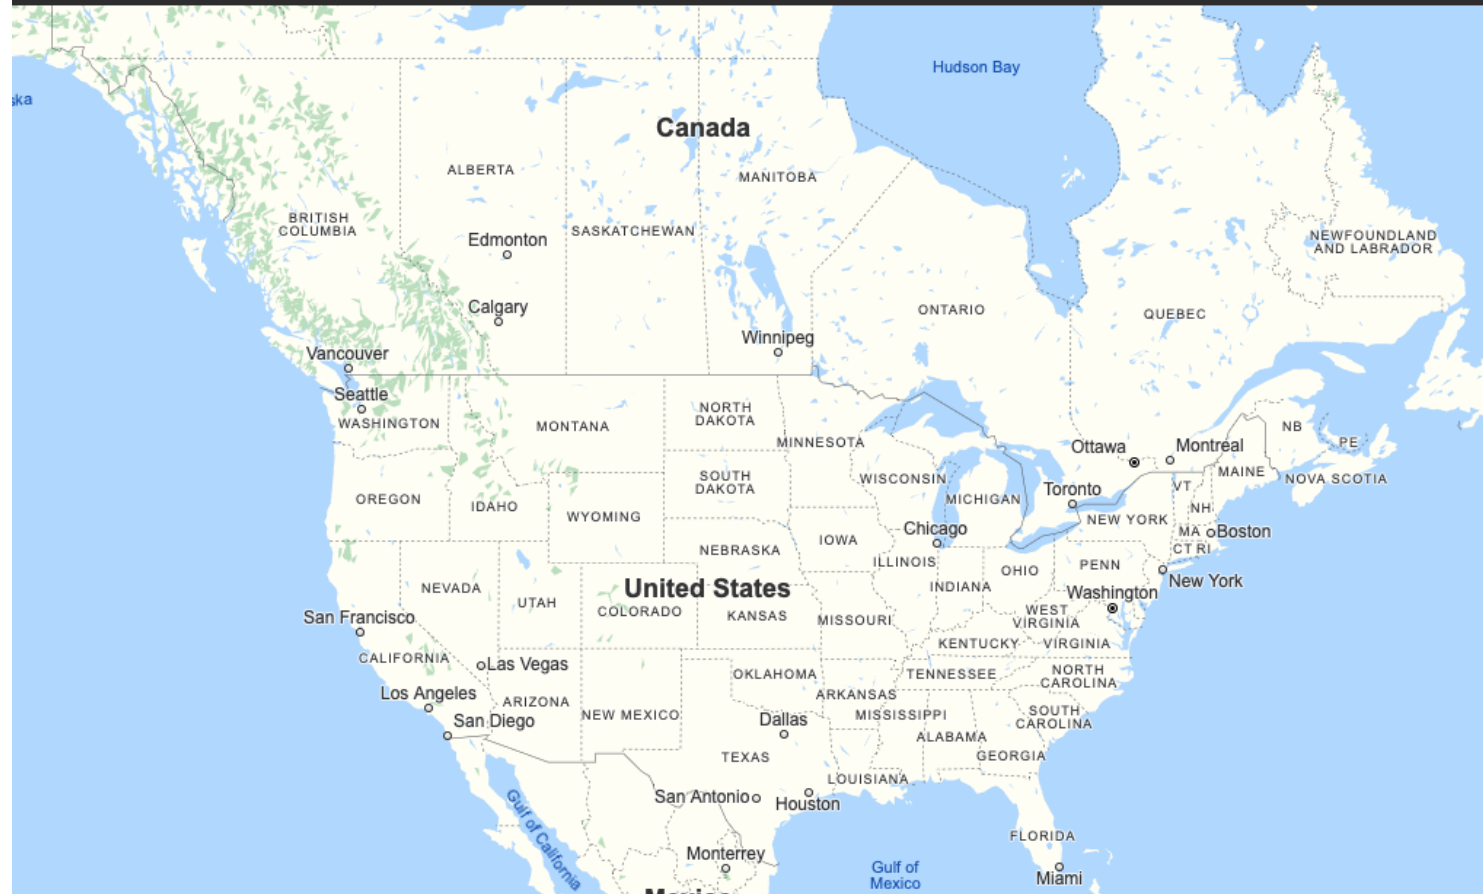 Hudson Bay
ska
Canada
ALBERTA
MANITOBA
BRITISH
COLUMBIA
SASKATCHEWAN
Edmonton
NEWFOUNDLAND
AND LABRADOR
Calgary
ONTARIO
QUEBEC
Winnipeg
Vancouver
Seattle
WASHINGTON
MONTANA
NORTH
DAKOTA
MINNESOTA
Ottawa
Montreal
NB
PE
MAINE
NOVA SCOTIA
OREGON
IDAHO
WYOMING
SOUTH
DAKOTA
WISCONSIN
MICHIGAN
Toronto
VT
NH
NEW YORK
MA
Boston
CT
RI
Chicago
IOWA
NEBRASKA
ILLINOIS
INDIANA
OHIO
PENN
New York
Washington
NEVADA
UTAH
United States
COLORADO
KANSAS
MISSOURI
WEST
VIRGINIA
KENTUCKY
VIRGINIA
San Francisco
CALIFORNIA
Las Vegas
OKLAHOMA
TENNESSEE
NORTH
CAROLINA
Los Angeles
ARIZONA
NEW MEXICO
ARKANSAS
San Diego
Dallas
MISSISSIPPI
ALABAMA
SOUTH
CAROLINA
TEXAS
GEORGIA
LOUISIANA
San Antonio
Houston
Gulf of California
FLORIDA
Monterrey
Gulf of
Mexico
Miami
Mexico